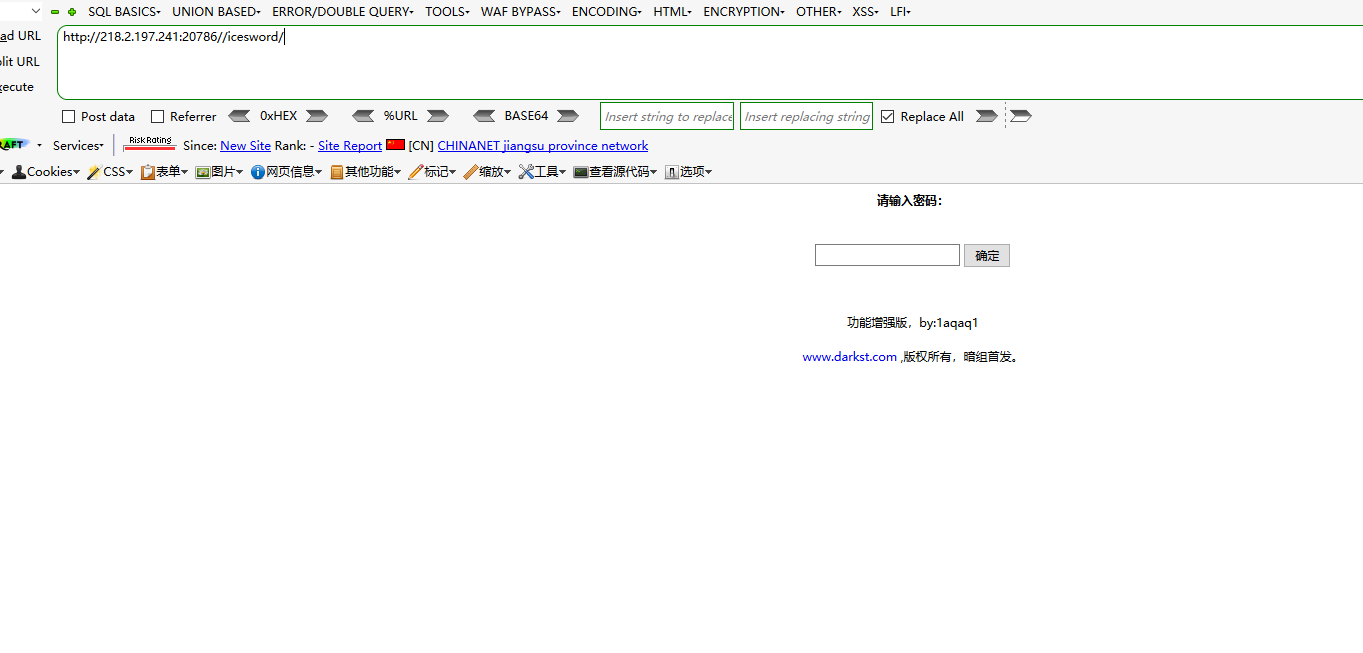 SQL BASICS UNION BASED ERROR/DOUBLE QUERY TOOLS WAF BYPASS ENCODING HTML ENCRYPTION OTHER XSS LFI
ad URL http://218.2.197.241:20786//icesword/
lit URL
ecute
Post data Referrer 0xHEX %URL BASE64 Insert string to replace Insert replacing string Replace All
RAFT Services Risk Rating Since: New Site Rank: - Site Report [CN] CHINANET jiangsu province network
Cookies CSS 表单 图片 网页信息 其他功能 标记 缩放 工具 查看源代码 选项
请输入密码：
确定
功能增强版，by:1aqaq1
www.darkst.com ,版权所有，暗组首发。